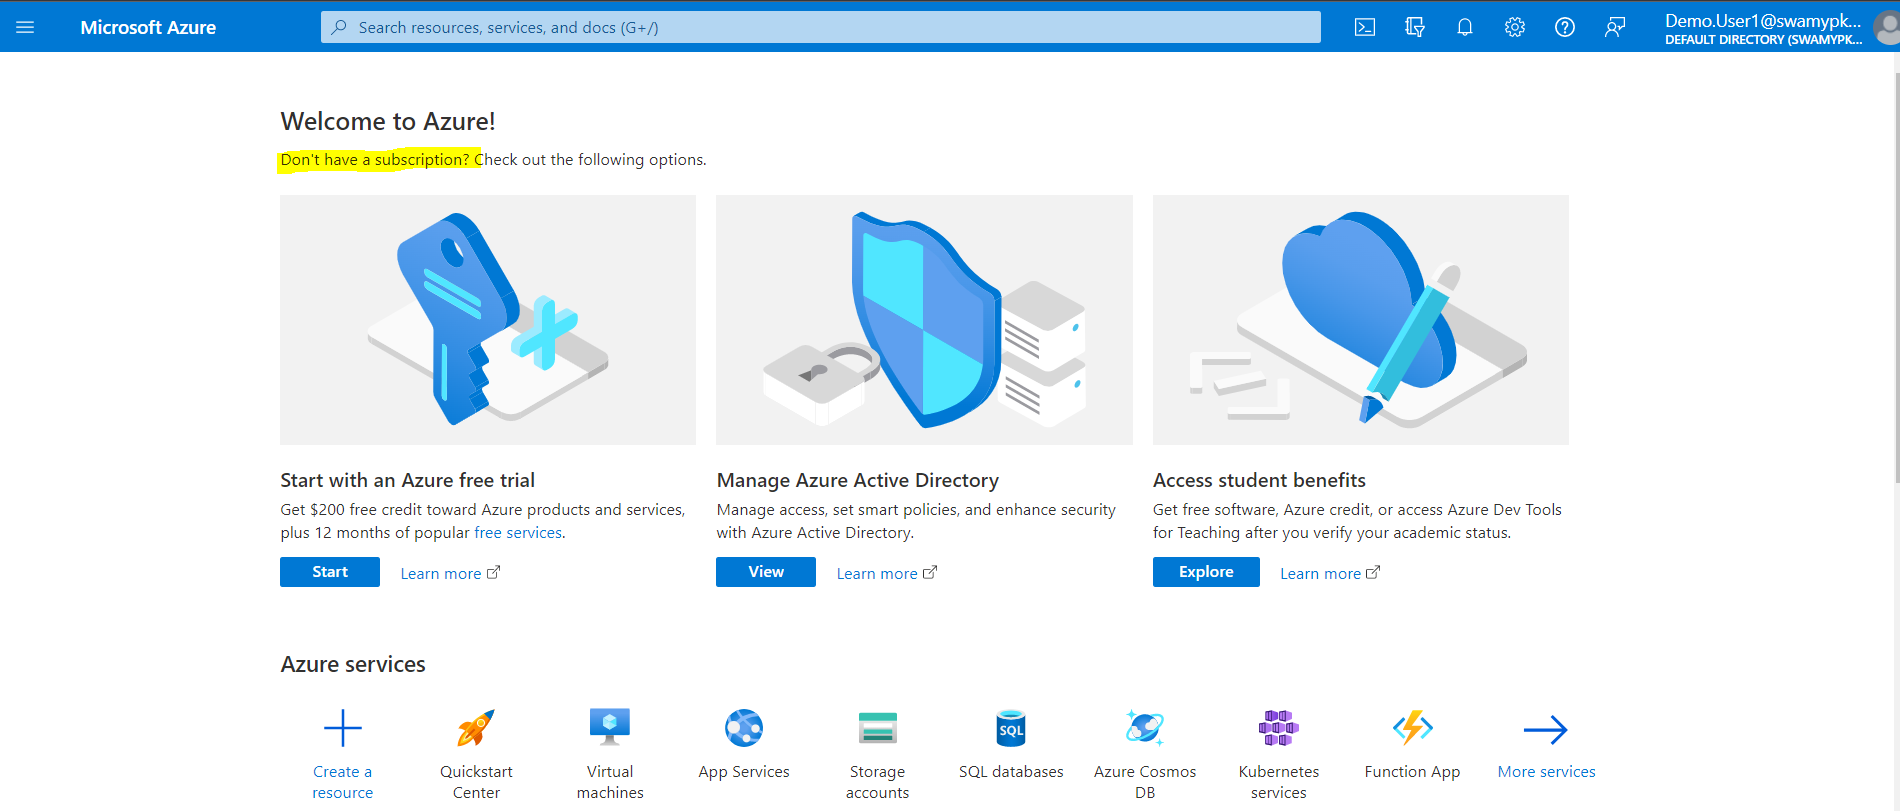 Microsoft Azure
Search resources, services, and docs (G+/)
Demo.User1@swamypk...
DEFAULT DIRECTORY (SWAMYPK...
Welcome to Azure!
Don't have a subscription? Check out the following options.
Start with an Azure free trial
Get $200 free credit toward Azure products and services,
plus 12 months of popular free services.
Start
Learn more
Manage Azure Active Directory
Manage access, set smart policies, and enhance security
with Azure Active Directory.
View
Learn more
Access student benefits
Get free software, Azure credit, or access Azure Dev Tools
for Teaching after you verify your academic status.
Explore
Learn more
Azure services
Create a
resource
Quickstart
Center
Virtual
machines
App Services
Storage
accounts
SQL
SQL databases
Azure Cosmos
DB
Kubernetes
services
Function App
More services